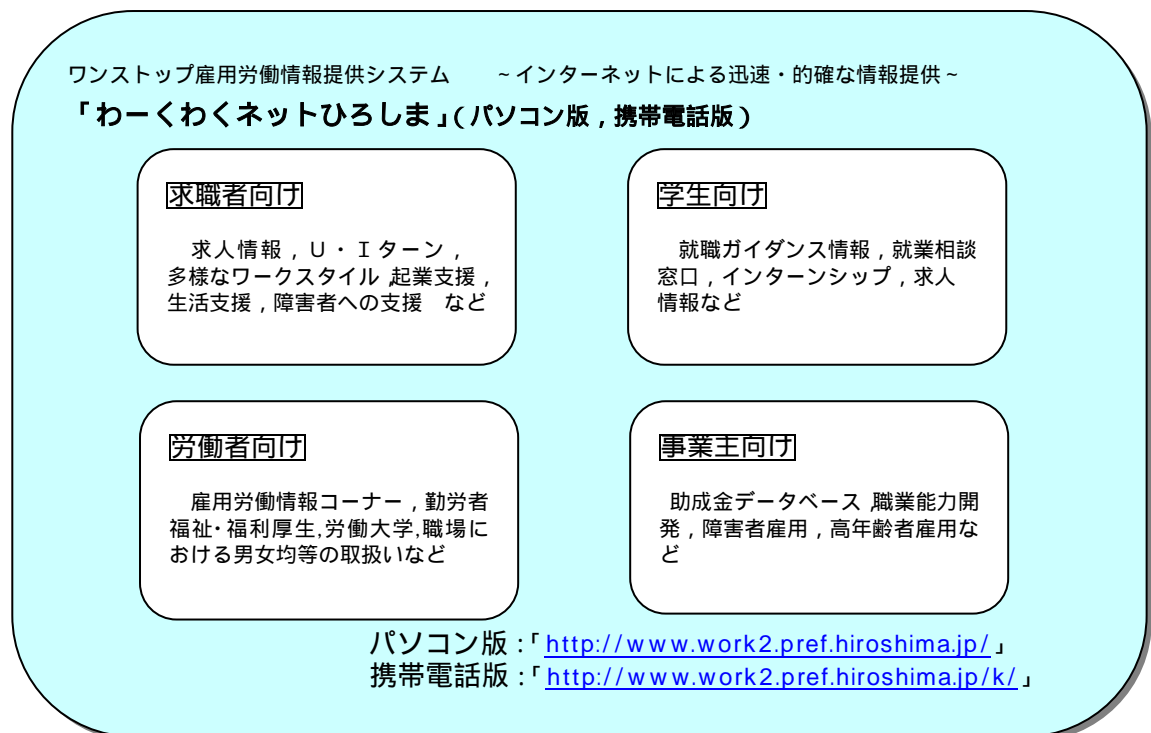 ワンストップ雇用労働情報提供システム　～インターネットによる迅速・的確な情報提供～
「わーくわくネットひろしま」(パソコン版，携帯電話版)
求職者向け
求人情報，Ｕ・Ｉターン，
多様なワークスタイル，起業支援，
生活支援，障害者への支援　など
学生向け
就職ガイダンス情報，就業相談
窓口，インターンシップ，求人
情報など
労働者向け
雇用労働情報コーナー，勤労者
福祉・福利厚生,労働大学,職場に
おける男女均等の取扱いなど
事業主向け
助成金データベース，職業能力開
発，障害者雇用，高年齢者雇用な
ど
パソコン版：「http://www.work2.pref.hiroshima.jp/」
携帯電話版：「http://www.work2.pref.hiroshima.jp/k/」